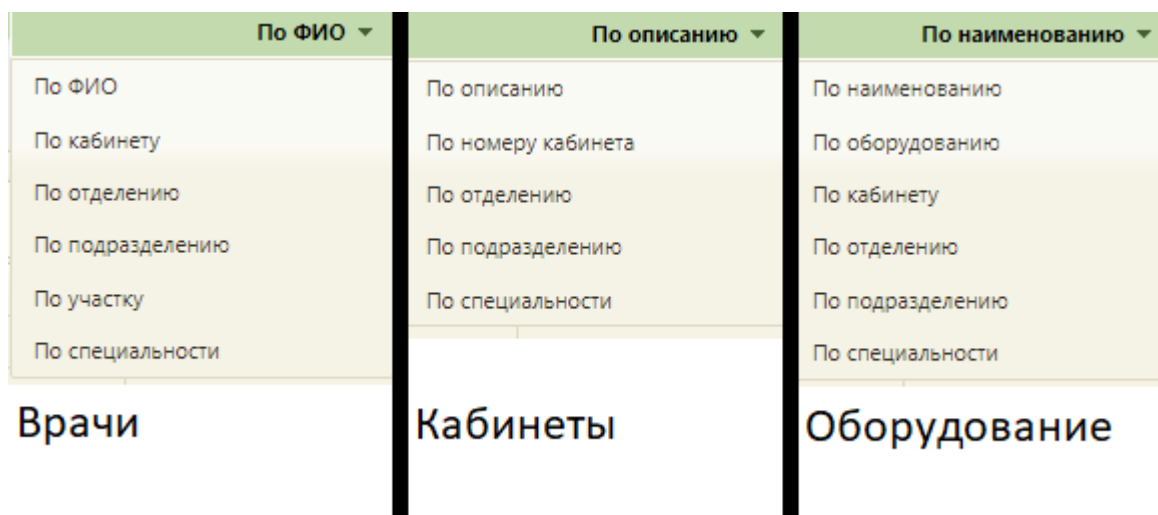 По ФИО
По ФИО
По кабинету
По отделению
По подразделению
По участку
По специальности
Врачи
По описанию
По описанию
По номеру кабинета
По отделению
По подразделению
По специальности
Кабинеты
По наименованию
По наименованию
По оборудованию
По кабинету
По отделению
По подразделению
По специальности
Оборудование